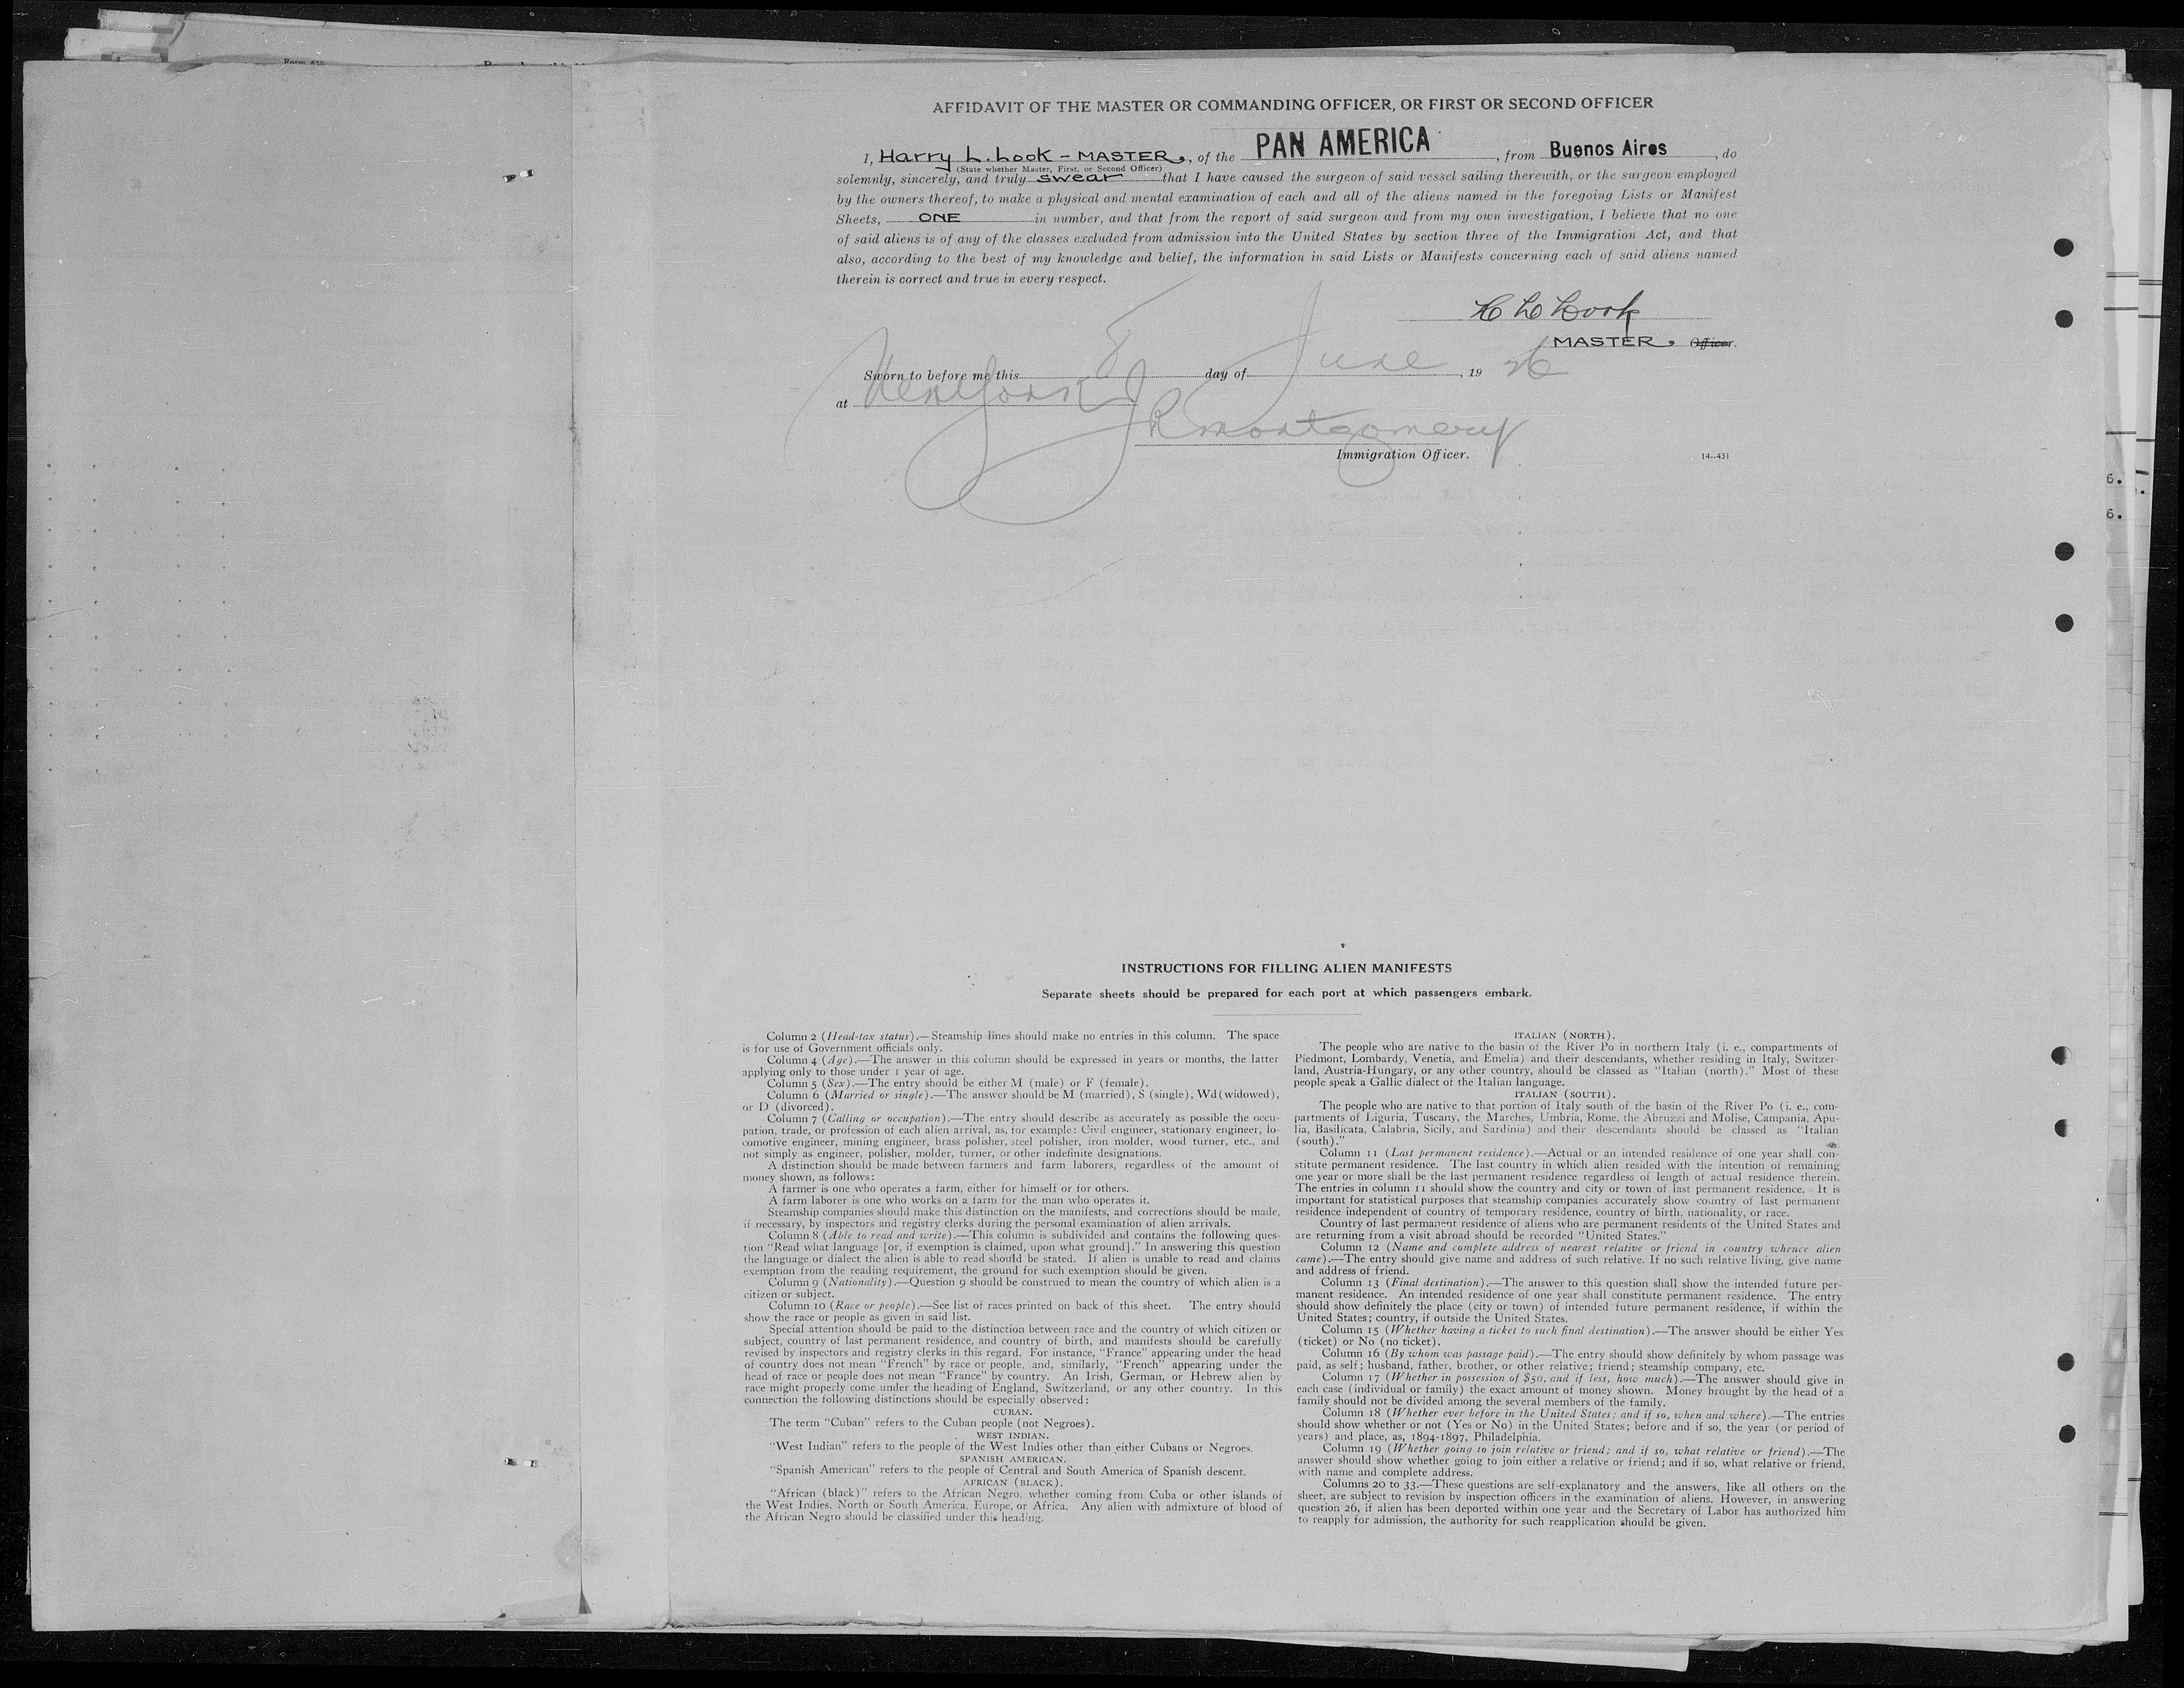 AFFIDAVIT OF THE MASTER OR COMMANDING OFFICER, OR FIRST OR SECOND OFFICER
I, Harry L. Look - MASTER, of the PAN AMERICA, from Buenos Aires, do
(State whether Master, First, or Second Officer)
solemnly, sincerely, and truly swear that I have caused the surgeon of said vessel sailing therewith, or the surgeon employed
by the owners thereof, to make a physical and mental examination of each and all of the aliens named in the foregoing Lists or Manifest
Sheets, ONE in number, and that from the report of said surgeon and from my own investigation, I believe that no one
of said aliens is of any of the classes excluded from admission into the United States by section three of the Immigration Act, and that
also, according to the best of my knowledge and belief, the information in said Lists or Manifests concerning each of said aliens named
therein is correct and true in every respect.
H L Look
MASTER, Officer.
Sworn to before me this 8 day of June, 1926
at New York
R Montgomery
Immigration Officer.
14-431
INSTRUCTIONS FOR FILLING ALIEN MANIFESTS
Separate sheets should be prepared for each port at which passengers embark.
Column 2 (Head-tax status).—Steamship lines should make no entries in this column. The space
is for use of Government officials only.
Column 4 (Age).—The answer in this column should be expressed in years or months, the latter
applying only to those under 1 year of age.
Column 5 (Sex).—The entry should be either M (male) or F (female).
Column 6 (Married or single).—The answer should be M (married), S (single), Wd (widowed),
or D (divorced).
Column 7 (Calling or occupation).—The entry should describe as accurately as possible the occu-
pation, trade, or profession of each alien arrival, as, for example: Civil engineer, stationary engineer, lo-
comotive engineer, mining engineer, brass polisher, steel polisher, iron molder, wood turner, etc., and
not simply as engineer, polisher, molder, turner, or other indefinite designations.
A distinction should be made between farmers and farm laborers, regardless of the amount of
money shown, as follows:
A farmer is one who operates a farm, either for himself or for others.
A farm laborer is one who works on a farm for the man who operates it.
Steamship companies should make this distinction on the manifests, and corrections should be made,
if necessary, by inspectors and registry clerks during the personal examination of alien arrivals.
Column 8 (Able to read and write).—This column is subdivided and contains the following ques-
tion "Read what language [or, if exemption is claimed, upon what ground]." In answering this question
the language or dialect the alien is able to read should be stated. If alien is unable to read and claims
exemption from the reading requirement, the ground for such exemption should be given.
Column 9 (Nationality).—Question 9 should be construed to mean the country of which alien is a
citizen or subject.
Column 10 (Race or people).—See list of races printed on back of this sheet. The entry should
show the race or people as given in said list.
Special attention should be paid to the distinction between race and the country of which citizen or
subject, country of last permanent residence, and country of birth, and manifests should be carefully
revised by inspectors and registry clerks in this regard. For instance, "France" appearing under the head
of country does not mean "French" by race or people, and, similarly, "French" appearing under the
head of race or people does not mean "France" by country. An Irish, German, or Hebrew alien by
race might properly come under the heading of England, Switzerland, or any other country. In this
connection the following distinctions should be especially observed:
CUBAN.
The term "Cuban" refers to the Cuban people (not Negroes).
WEST INDIAN.
"West Indian" refers to the people of the West Indies other than either Cubans or Negroes.
SPANISH AMERICAN.
"Spanish American" refers to the people of Central and South America of Spanish descent.
AFRICAN (BLACK).
"African (black)" refers to the African Negro, whether coming from Cuba or other islands of
the West Indies, North or South America, Europe, or Africa. Any alien with admixture of blood of
the African Negro should be classified under this heading.
ITALIAN (NORTH).
The people who are native to the basin of the River Po in northern Italy (i. e., compartments of
Piedmont, Lombardy, Venetia, and Emelia) and their descendants, whether residing in Italy, Switzer-
land, Austria-Hungary, or any other country, should be classed as "Italian (north)." Most of these
people speak a Gallic dialect of the Italian language.
ITALIAN (SOUTH).
The people who are native to that portion of Italy south of the basin of the River Po (i. e., com-
partments of Liguria, Tuscany, the Marches, Umbria, Rome, the Abruzzi and Molise, Campania, Apu-
lia, Basilicata, Calabria, Sicily, and Sardinia) and their descendants should be classed as "Italian
(south)."
Column 11 (Last permanent residence).—Actual or an intended residence of one year shall con-
stitute permanent residence. The last country in which alien resided with the intention of remaining
one year or more shall be the last permanent residence regardless of length of actual residence therein.
The entries in column 11 should show the country and city or town of last permanent residence. It is
important for statistical purposes that steamship companies accurately show country of last permanent
residence independent of country of temporary residence, country of birth, nationality, or race.
Country of last permanent residence of aliens who are permanent residents of the United States and
are returning from a visit abroad should be recorded "United States."
Column 12 (Name and complete address of nearest relative or friend in country whence alien
came).—The entry should give name and address of such relative. If no such relative living, give name
and address of friend.
Column 13 (Final destination).—The answer to this question shall show the intended future per-
manent residence. An intended residence of one year shall constitute permanent residence. The entry
should show definitely the place (city or town) of intended future permanent residence, if within the
United States; country, if outside the United States.
Column 15 (Whether having a ticket to such final destination).—The answer should be either Yes
(ticket) or No (no ticket).
Column 16 (By whom was passage paid).—The entry should show definitely by whom passage was
paid, as self; husband, father, brother, or other relative; friend; steamship company, etc.
Column 17 (Whether in possession of $50, and if less, how much).—The answer should give in
each case (individual or family) the exact amount of money shown. Money brought by the head of a
family should not be divided among the several members of the family.
Column 18 (Whether ever before in the United States; and if so, when and where).—The entries
should show whether or not (Yes or No) in the United States; before and if so, the year (or period of
years) and place, as, 1894-1897, Philadelphia.
Column 19 (Whether going to join relative or friend; and if so, what relative or friend).—The
answer should show whether going to join either a relative or friend; and if so, what relative or friend,
with name and complete address.
Columns 20 to 33.—These questions are self-explanatory and the answers, like all others on the
sheet, are subject to revision by inspection officers in the examination of aliens. However, in answering
question 26, if alien has been deported within one year and the Secretary of Labor has authorized him
to reapply for admission, the authority for such reapplication should be given.